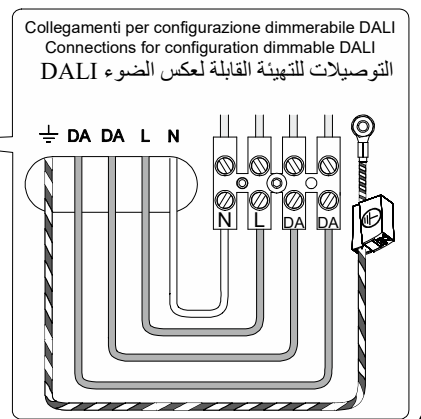 Collegamenti per configurazione dimmerabile DALI
Connections for configuration dimmable DALI
التوصيلات للتهيئة القابلة لعكس الضوء DALI
DA DA L N
N L DA DA